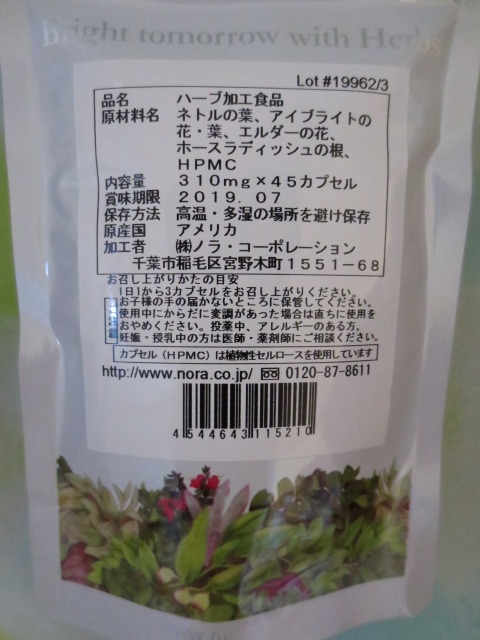 bright tomorrow with Herbs
Lot #19962/3
品名 ハーブ加工食品
原材料名 ネトルの葉、アイブライトの
花・葉、エルダーの花、
ホースラディッシュの根、
HPMC
内容量 310mg×45カプセル
賞味期限 2019.07
保存方法 高温・多湿の場所を避け保存
原産国 アメリカ
加工者 ㈱ノラ・コーポレーション
千葉市稲毛区宮野木町1551-68
お召し上がりかたの目安
1日1から3カプセルをお召し上がりください。
お子様の手の届かないところに保管してください。
使用中にからだに変調があった場合は直ちに使用を
おやめください。投薬中、アレルギーのある方、
妊娠・授乳中の方は医師・薬剤師にご相談ください。
カプセル(HPMC)は植物性セルロースを使用しています
http://www.nora.co.jp/ 0120-87-8611
4544643115210